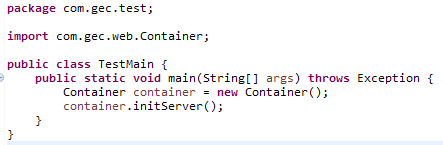 package com.gec.test;
import com.gec.web.Container;
public class TestMain {
public static void main(String[] args) throws Exception {
Container container = new Container();
container.initServer();
}
}